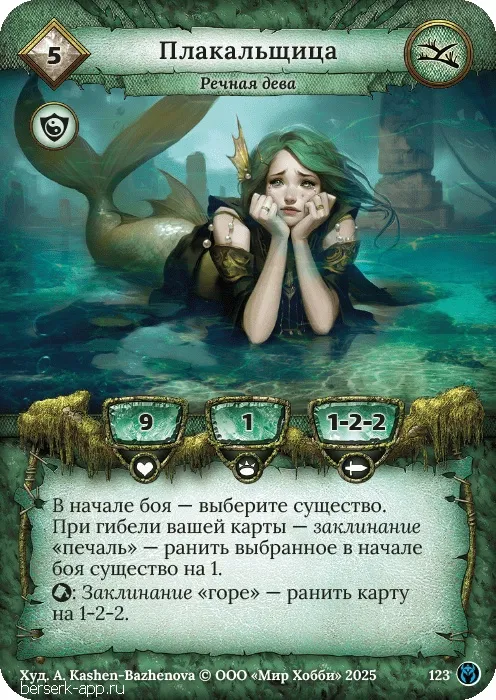 5
Плакальщица
Речная дева
9
1
1-2-2
В начале боя — выберите существо.
При гибели вашей карты — заклинание
«печаль» — ранить выбранное в начале
боя существо на 1.
: Заклинание «горе» — ранить карту
на 1-2-2.
Худ. A. Kashen-Bazhenova © ООО «Мир Хобби» 2025
123
berserk-app.ru